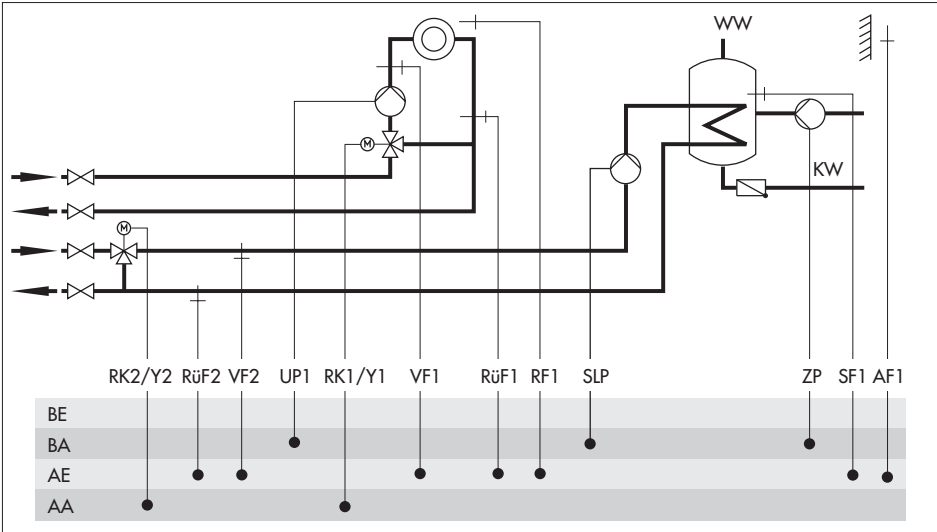 WW
M
KW
M
RK2/Y2 RüF2 VF2 UP1 RK1/Y1 VF1 RüF1 RF1 SLP ZP SF1 AF1
BE
BA
AE
AA